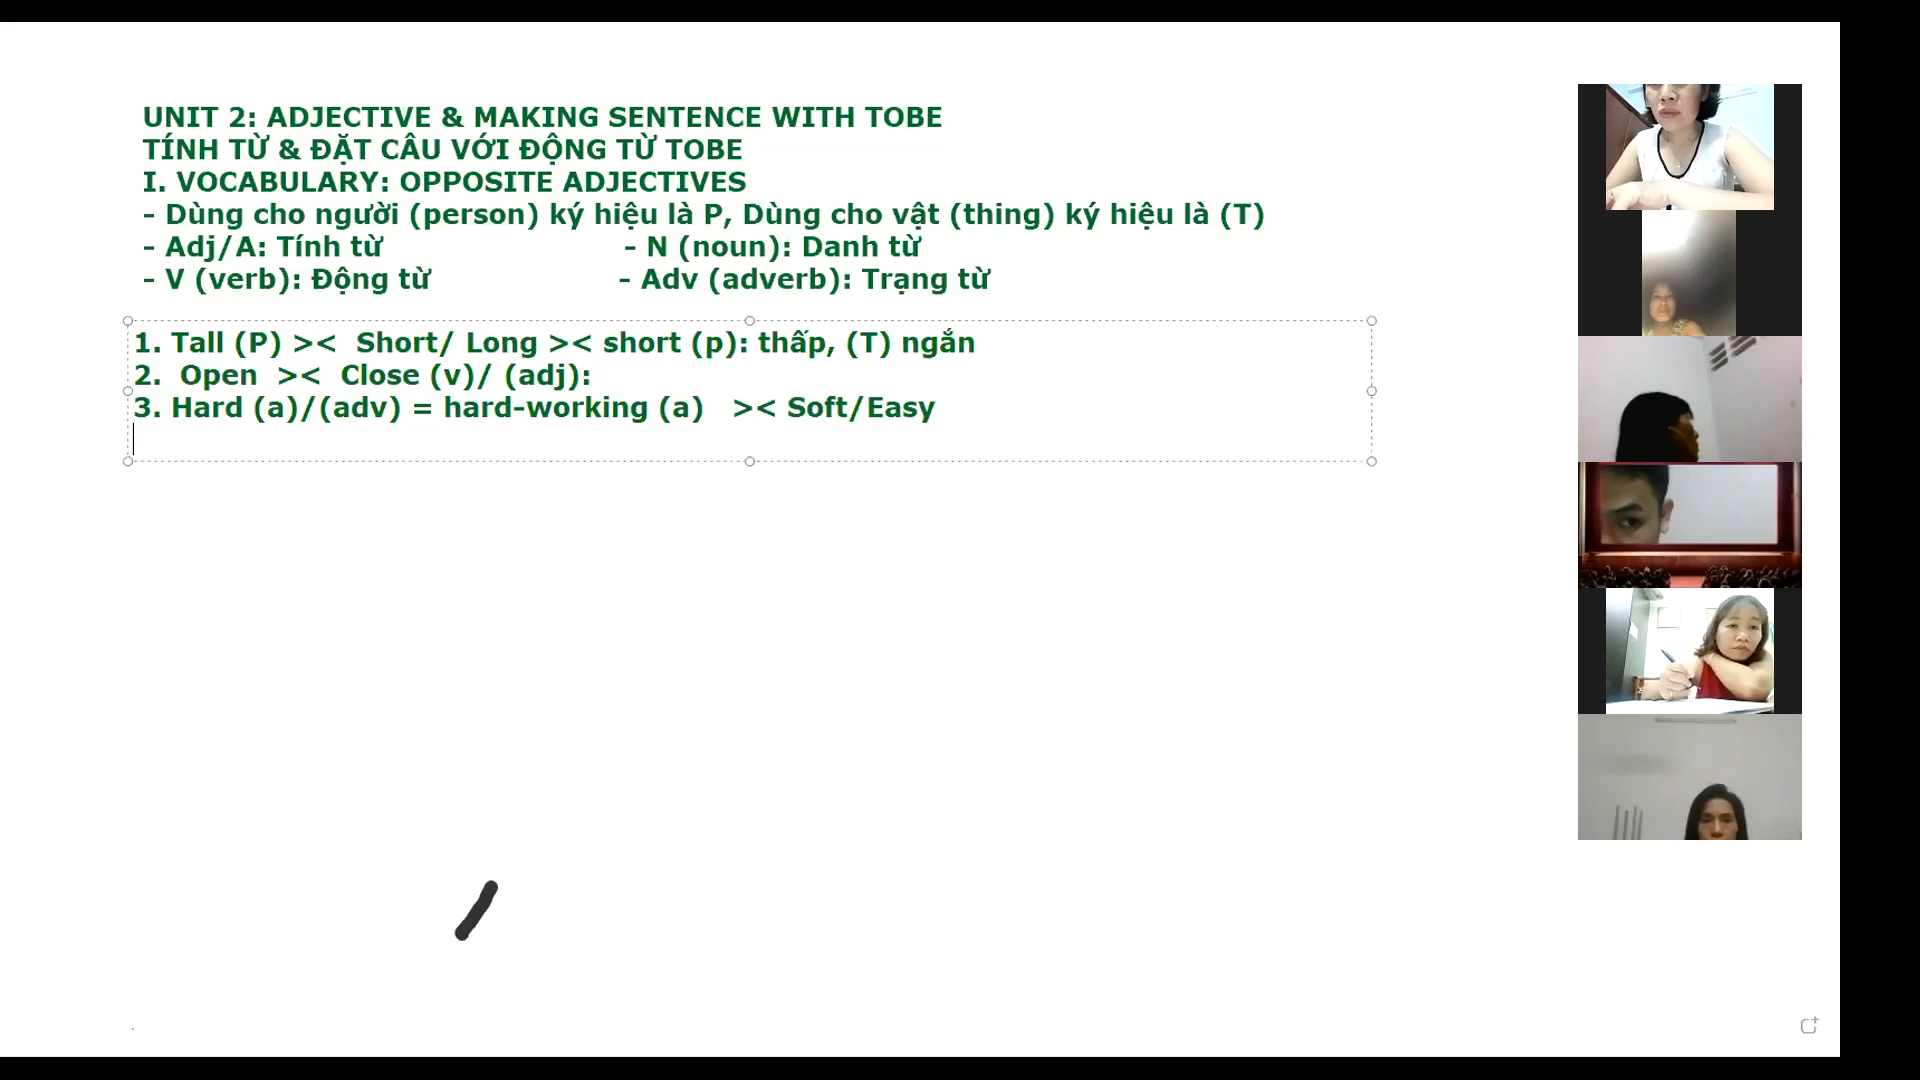 UNIT 2: ADJECTIVE & MAKING SENTENCE WITH TOBE
TÍNH TỪ & ĐẶT CÂU VỚI ĐỘNG TỪ TOBE
I. VOCABULARY: OPPOSITE ADJECTIVES
- Dùng cho người (person) ký hiệu là P, Dùng cho vật (thing) ký hiệu là (T)
- Adj/A: Tính từ - N (noun): Danh từ
- V (verb): Động từ - Adv (adverb): Trạng từ
1. Tall (P) >< Short/ Long >< short (p): thấp, (T) ngắn
2. Open >< Close (v)/ (adj):
3. Hard (a)/(adv) = hard-working (a) >< Soft/Easy